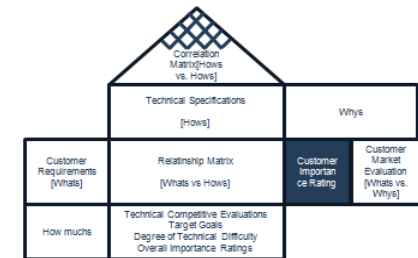 Correlation
Matrix[Hows
vs. Hows]
Technical Specifications
[Hows]
Whys
Customer
Requirements
[Whats]
Relatinship Matrix
[Whats vs Hows]
Customer
Importan
ce Rating
Customer
Market
Evaluation
[Whats vs.
Whys]
How muchs
Technical Competitive Evaluations
Target Goals
Degree of Technical Difficulty
Overall Importance Ratings